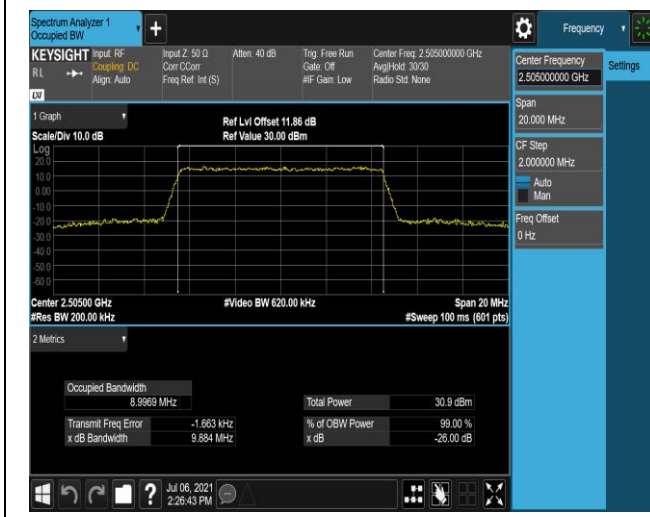 Spectrum Analyzer 1
Occupied BW
+
Frequency
KEYSIGHT
RL
LXI
Input: RF
Coupling: DC
Align: Auto
Input Z: 50 Ω
Corr CCorr
Freq Ref: Int (S)
Atten: 40 dB
Trig: Free Run
Gate: Off
#IF Gain: Low
Center Freq: 2.505000000 GHz
Avg|Hold: 30/30
Radio Std: None
Center Frequency
2.505000000 GHz
Settings
Span
20.000 MHz
CF Step
2.000000 MHz
Auto
Man
Freq Offset
0 Hz
1 Graph
Scale/Div 10.0 dB
Ref Lvl Offset 11.86 dB
Ref Value 30.00 dBm
Log
20.0
10.0
0.00
-10.0
-20.0
-30.0
-40.0
-50.0
-60.0
Center 2.50500 GHz
#Res BW 200.00 kHz
#Video BW 620.00 kHz
Span 20 MHz
#Sweep 100 ms (601 pts)
2 Metrics
Occupied Bandwidth
8.9969 MHz
Total Power 30.9 dBm
Transmit Freq Error -1.663 kHz
% of OBW Power 99.00 %
x dB Bandwidth 9.884 MHz
x dB -26.00 dB
?
Jul 06, 2021
2:26:43 PM